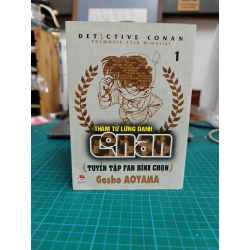 DETECTIVE CONAN
1
THÁM TỬ LỪNG DANH
Conan
(TUYỂN TẬP FAN BÌNH CHỌN)
Gosho AOYAMA